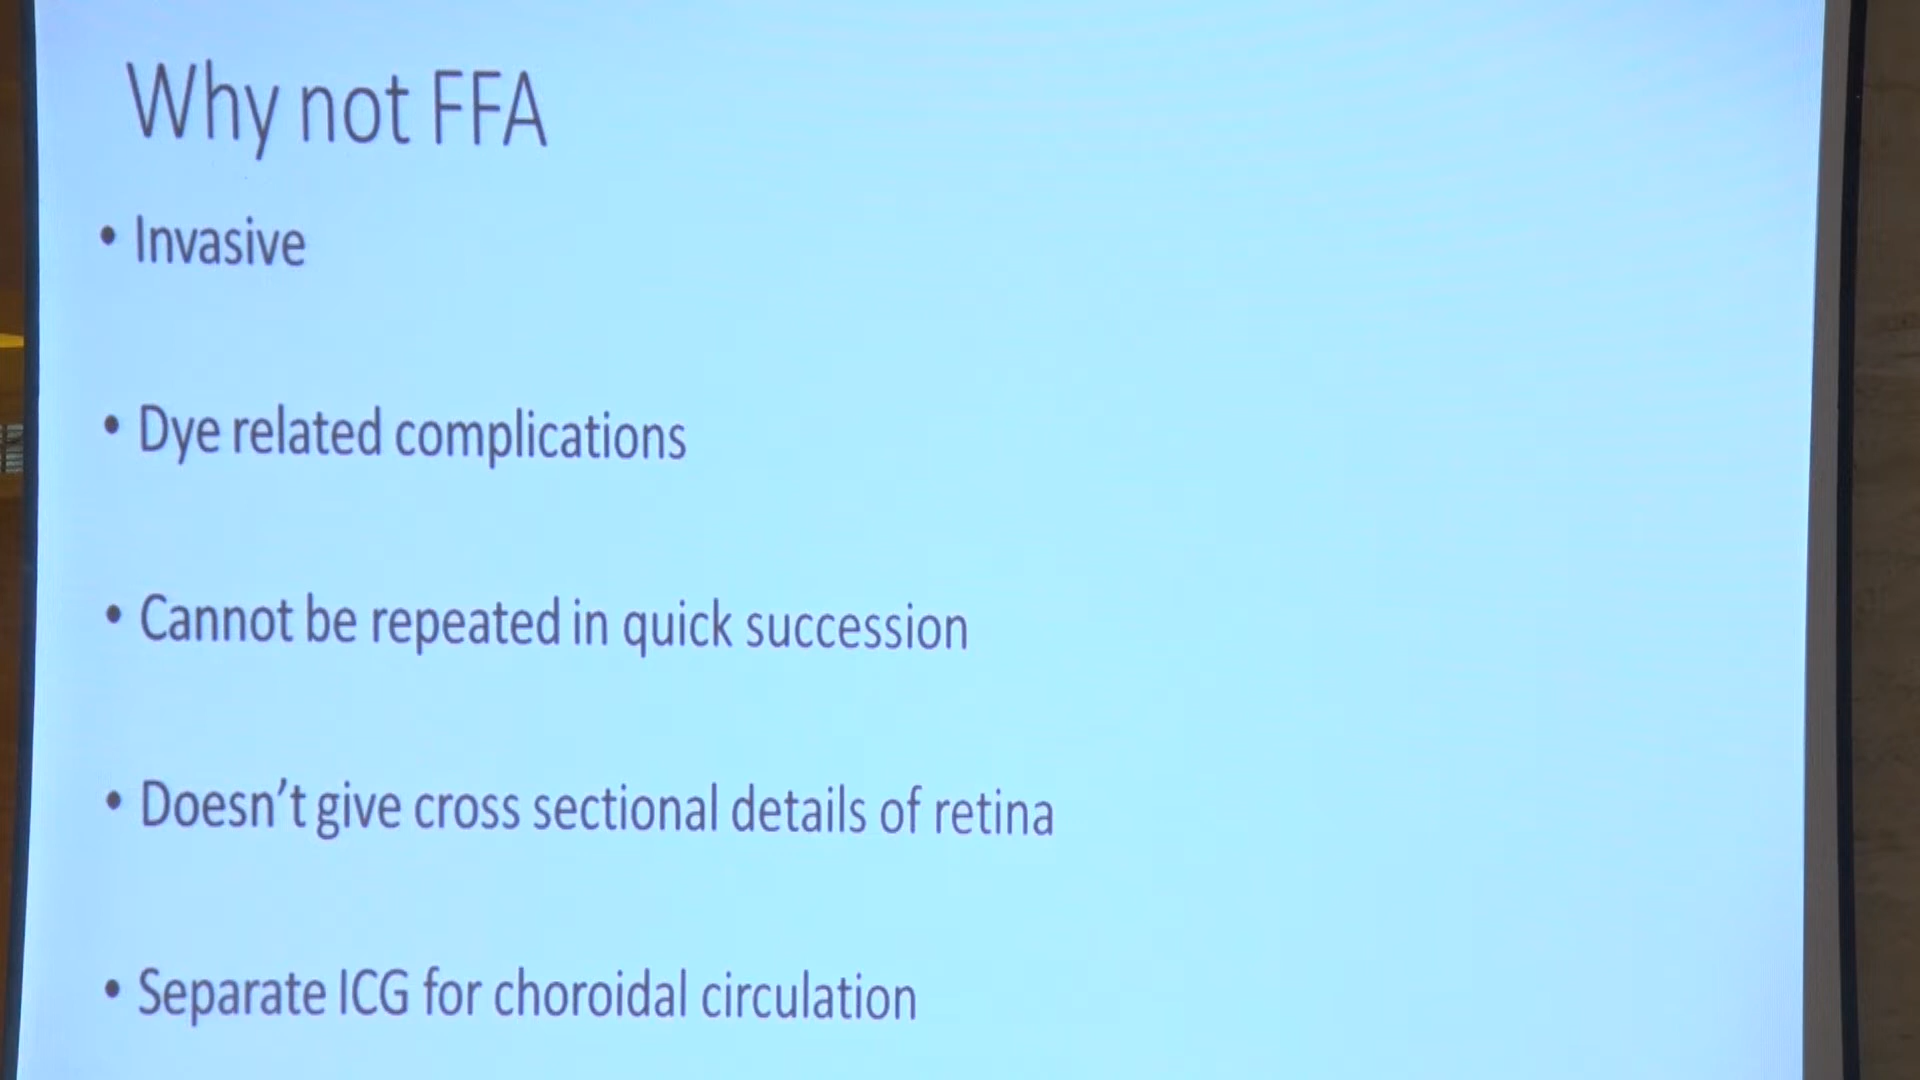 Why not FFA
• Invasive
• Dye related complications
• Cannot be repeated in quick succession
• Doesn't give cross sectional details of retina
• Separate ICG for choroidal circulation